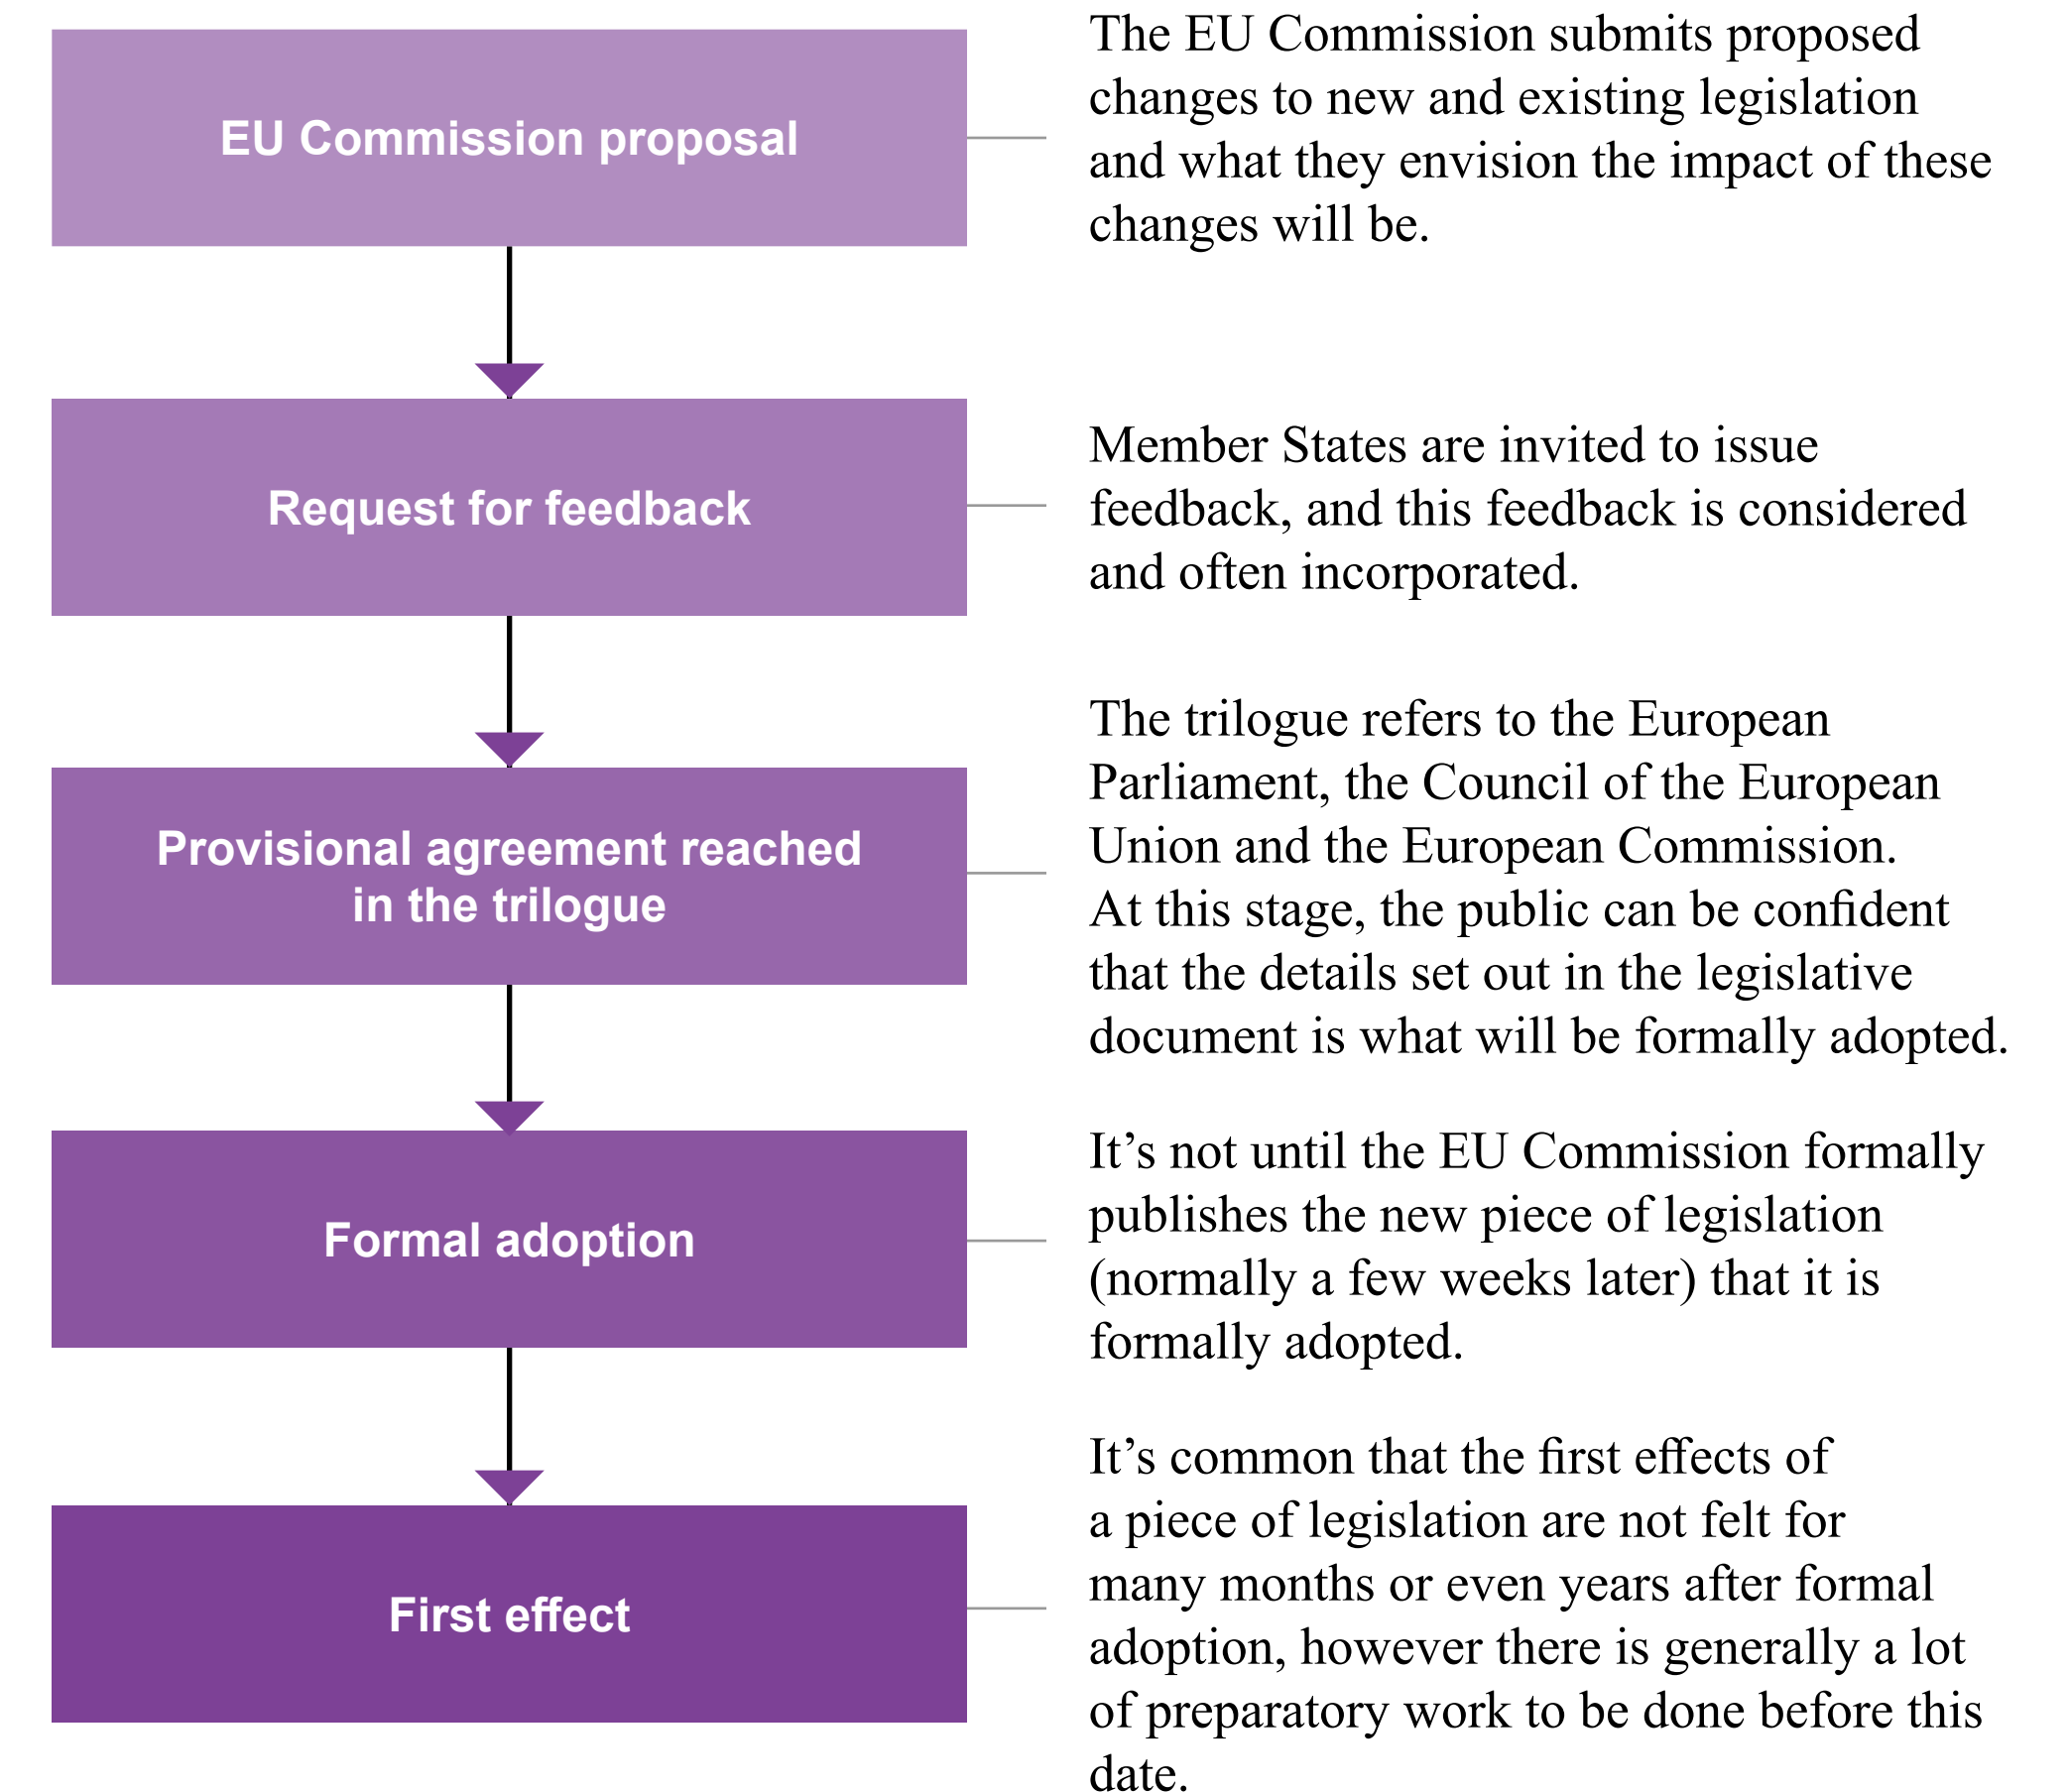 EU Commission proposal
The EU Commission submits proposed
changes to new and existing legislation
and what they envision the impact of these
changes will be.
Request for feedback
Member States are invited to issue
feedback, and this feedback is considered
and often incorporated.
Provisional agreement reached
in the trilogue
The trilogue refers to the European
Parliament, the Council of the European
Union and the European Commission.
At this stage, the public can be confident
that the details set out in the legislative
document is what will be formally adopted.
Formal adoption
It’s not until the EU Commission formally
publishes the new piece of legislation
(normally a few weeks later) that it is
formally adopted.
First effect
It’s common that the first effects of
a piece of legislation are not felt for
many months or even years after formal
adoption, however there is generally a lot
of preparatory work to be done before this
date.